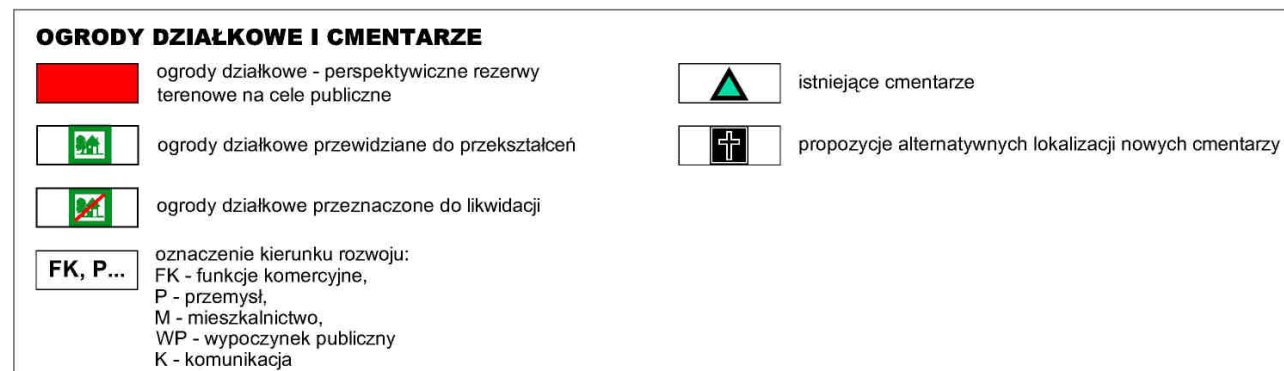 OGRODY DZIAŁKOWE I CMENTARZE
ogrody działkowe - perspektywiczne rezerwy
terenowe na cele publiczne
ogrody działkowe przewidziane do przekształceń
ogrody działkowe przeznaczone do likwidacji
FK, P...
oznaczenie kierunku rozwoju:
FK - funkcje komercyjne,
P - przemysł,
M - mieszkalnictwo,
WP - wypoczynek publiczny
K - komunikacja
istniejące cmentarze
propozycje alternatywnych lokalizacji nowych cmentarzy